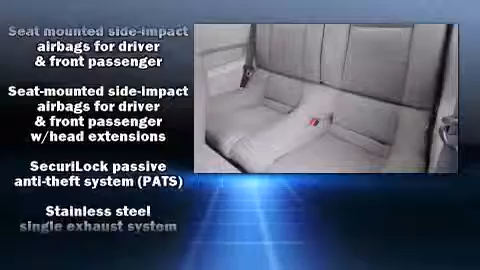 Seat mounted side-impact
airbags for driver
& front passenger
Seat-mounted side-impact
airbags for driver
& front passenger
w/head extensions
SecuriLock passive
anti-theft system (PATS)
Stainless steel
single exhaust system